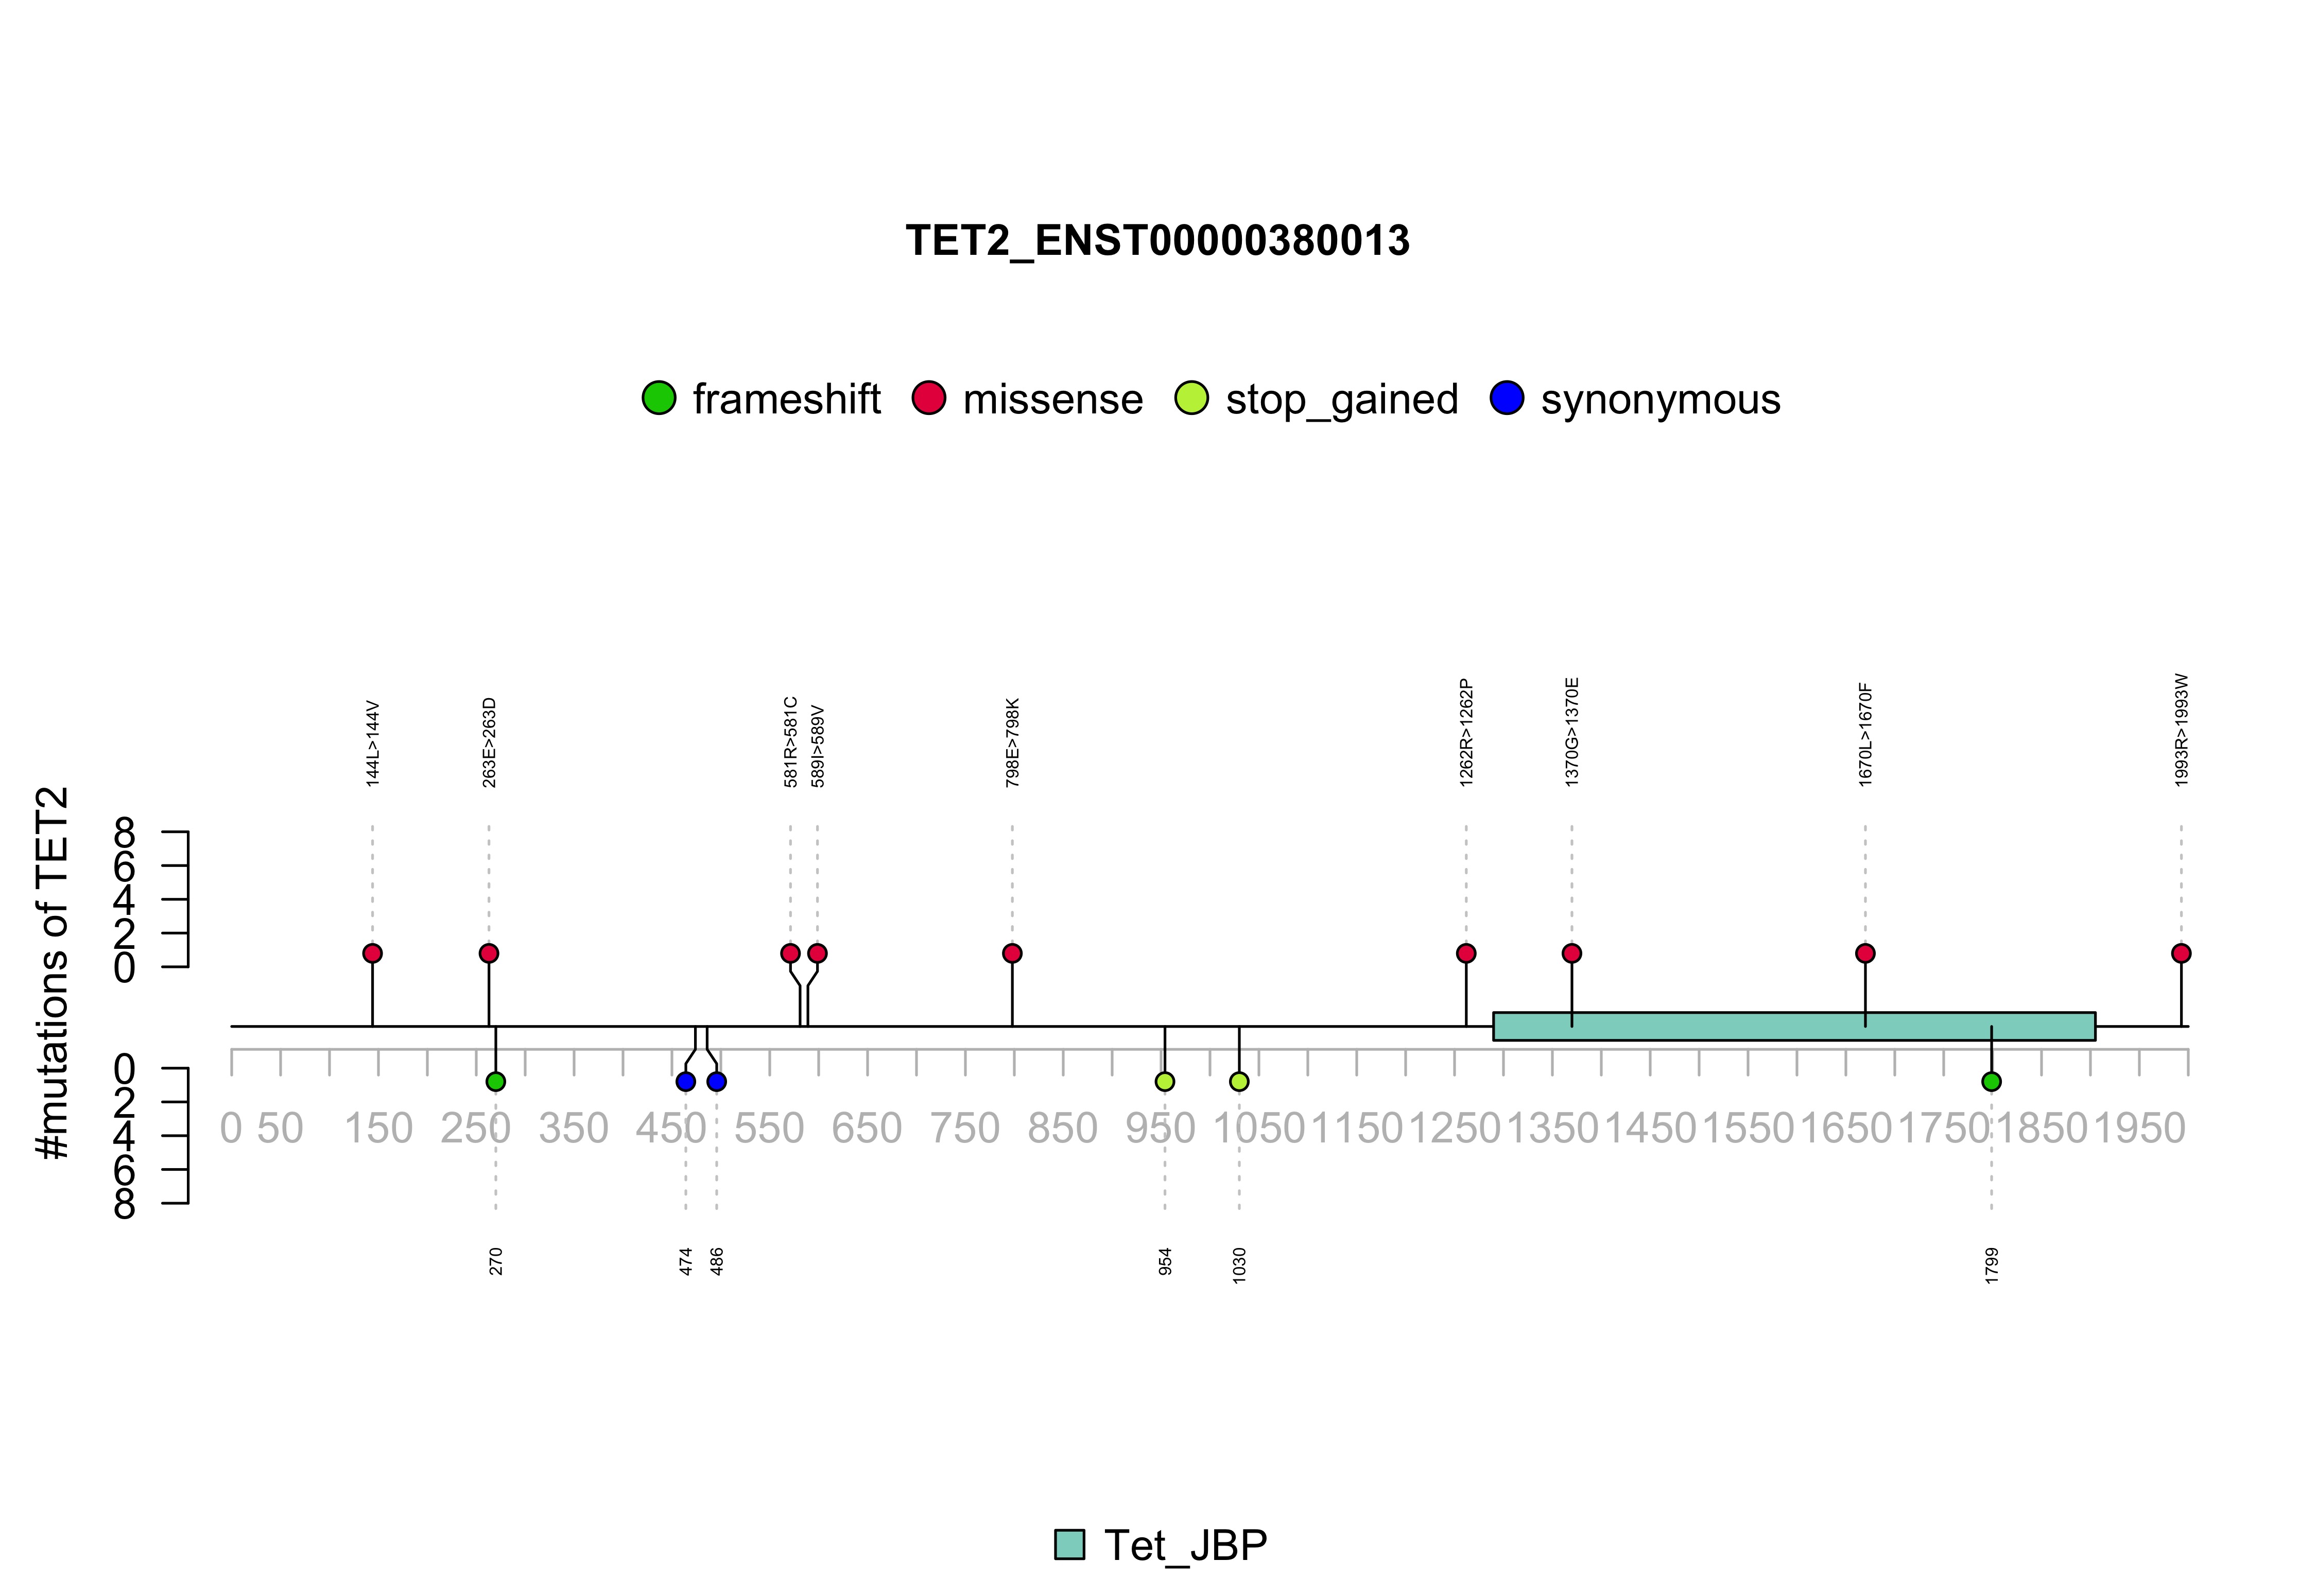 TET2_ENST00000380013
frameshift missense stop_gained synonymous
144L>144V
263E>263D
581R>581C
589I>589V
798E>798K
1262R>1262P
1370G>1370E
1670L>1670F
1993R>1993W
#mutations of TET2
8
6
4
2
0
0
2
4
6
8
0 50 150 250 350 450 550 650 750 850 950 1050 1150 1250 1350 1450 1550 1650 1750 1850 1950
270
474
486
954
1030
1799
Tet_JBP